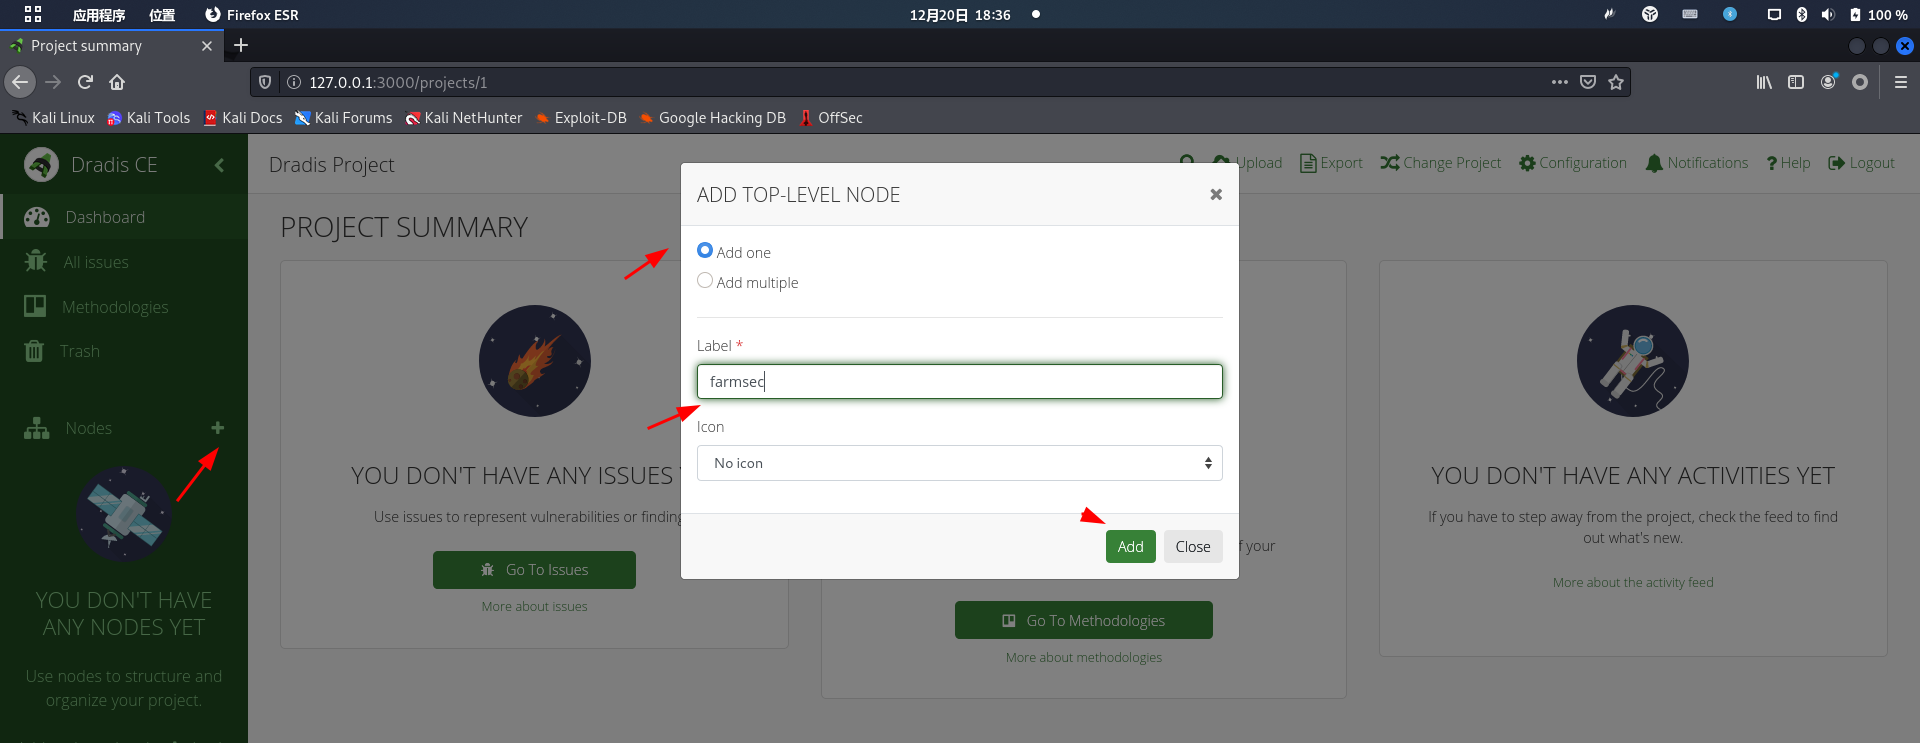 应用程序 位置 Firefox ESR 12月20日 18:36 100 %
Project summary
127.0.0.1:3000/projects/1
Kali Linux Kali Tools Kali Docs Kali Forums Kali NetHunter Exploit-DB Google Hacking DB OffSec
Dradis CE
Dashboard
All issues
Methodologies
Trash
Nodes
YOU DON'T HAVE
ANY NODES YET
Use nodes to structure and
organize your project.
Dradis Project
Upload Export Change Project Configuration Notifications Help Logout
PROJECT SUMMARY
YOU DON'T HAVE ANY ISSUES
Use issues to represent vulnerabilities or finding
Go To Issues
More about issues
ADD TOP-LEVEL NODE
Add one
Add multiple
Label *
farmsec
Icon
No icon
Add Close
f your
Go To Methodologies
More about methodologies
YOU DON'T HAVE ANY ACTIVITIES YET
If you have to step away from the project, check the feed to find
out what's new.
More about the activity feed